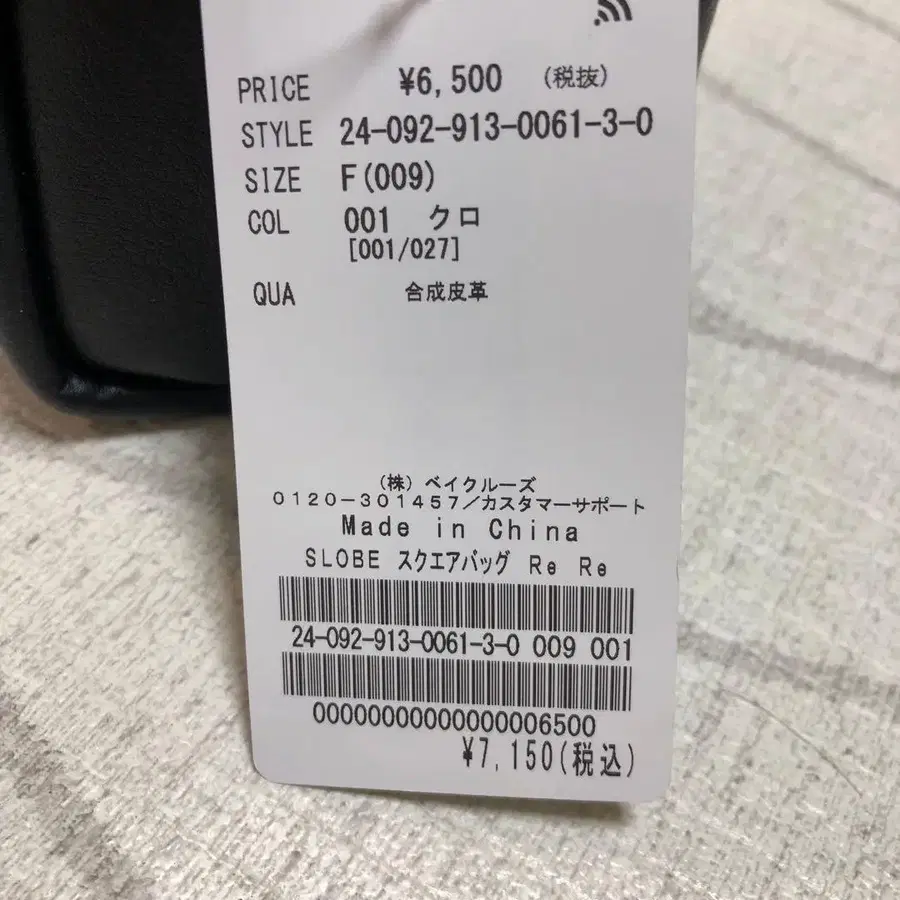 PRICE ¥6,500 (税抜)
STYLE 24-092-913-0061-3-0
SIZE F(009)
COL 001 クロ
[001/027]
QUA 合成皮革
(株) ベイクルーズ
0120-301457/カスタマーサポート
Made in China
SLOBE スクエアバッグ Re Re
24-092-913-0061-3-0 009 001
00000000000000006500
¥7,150(税込)